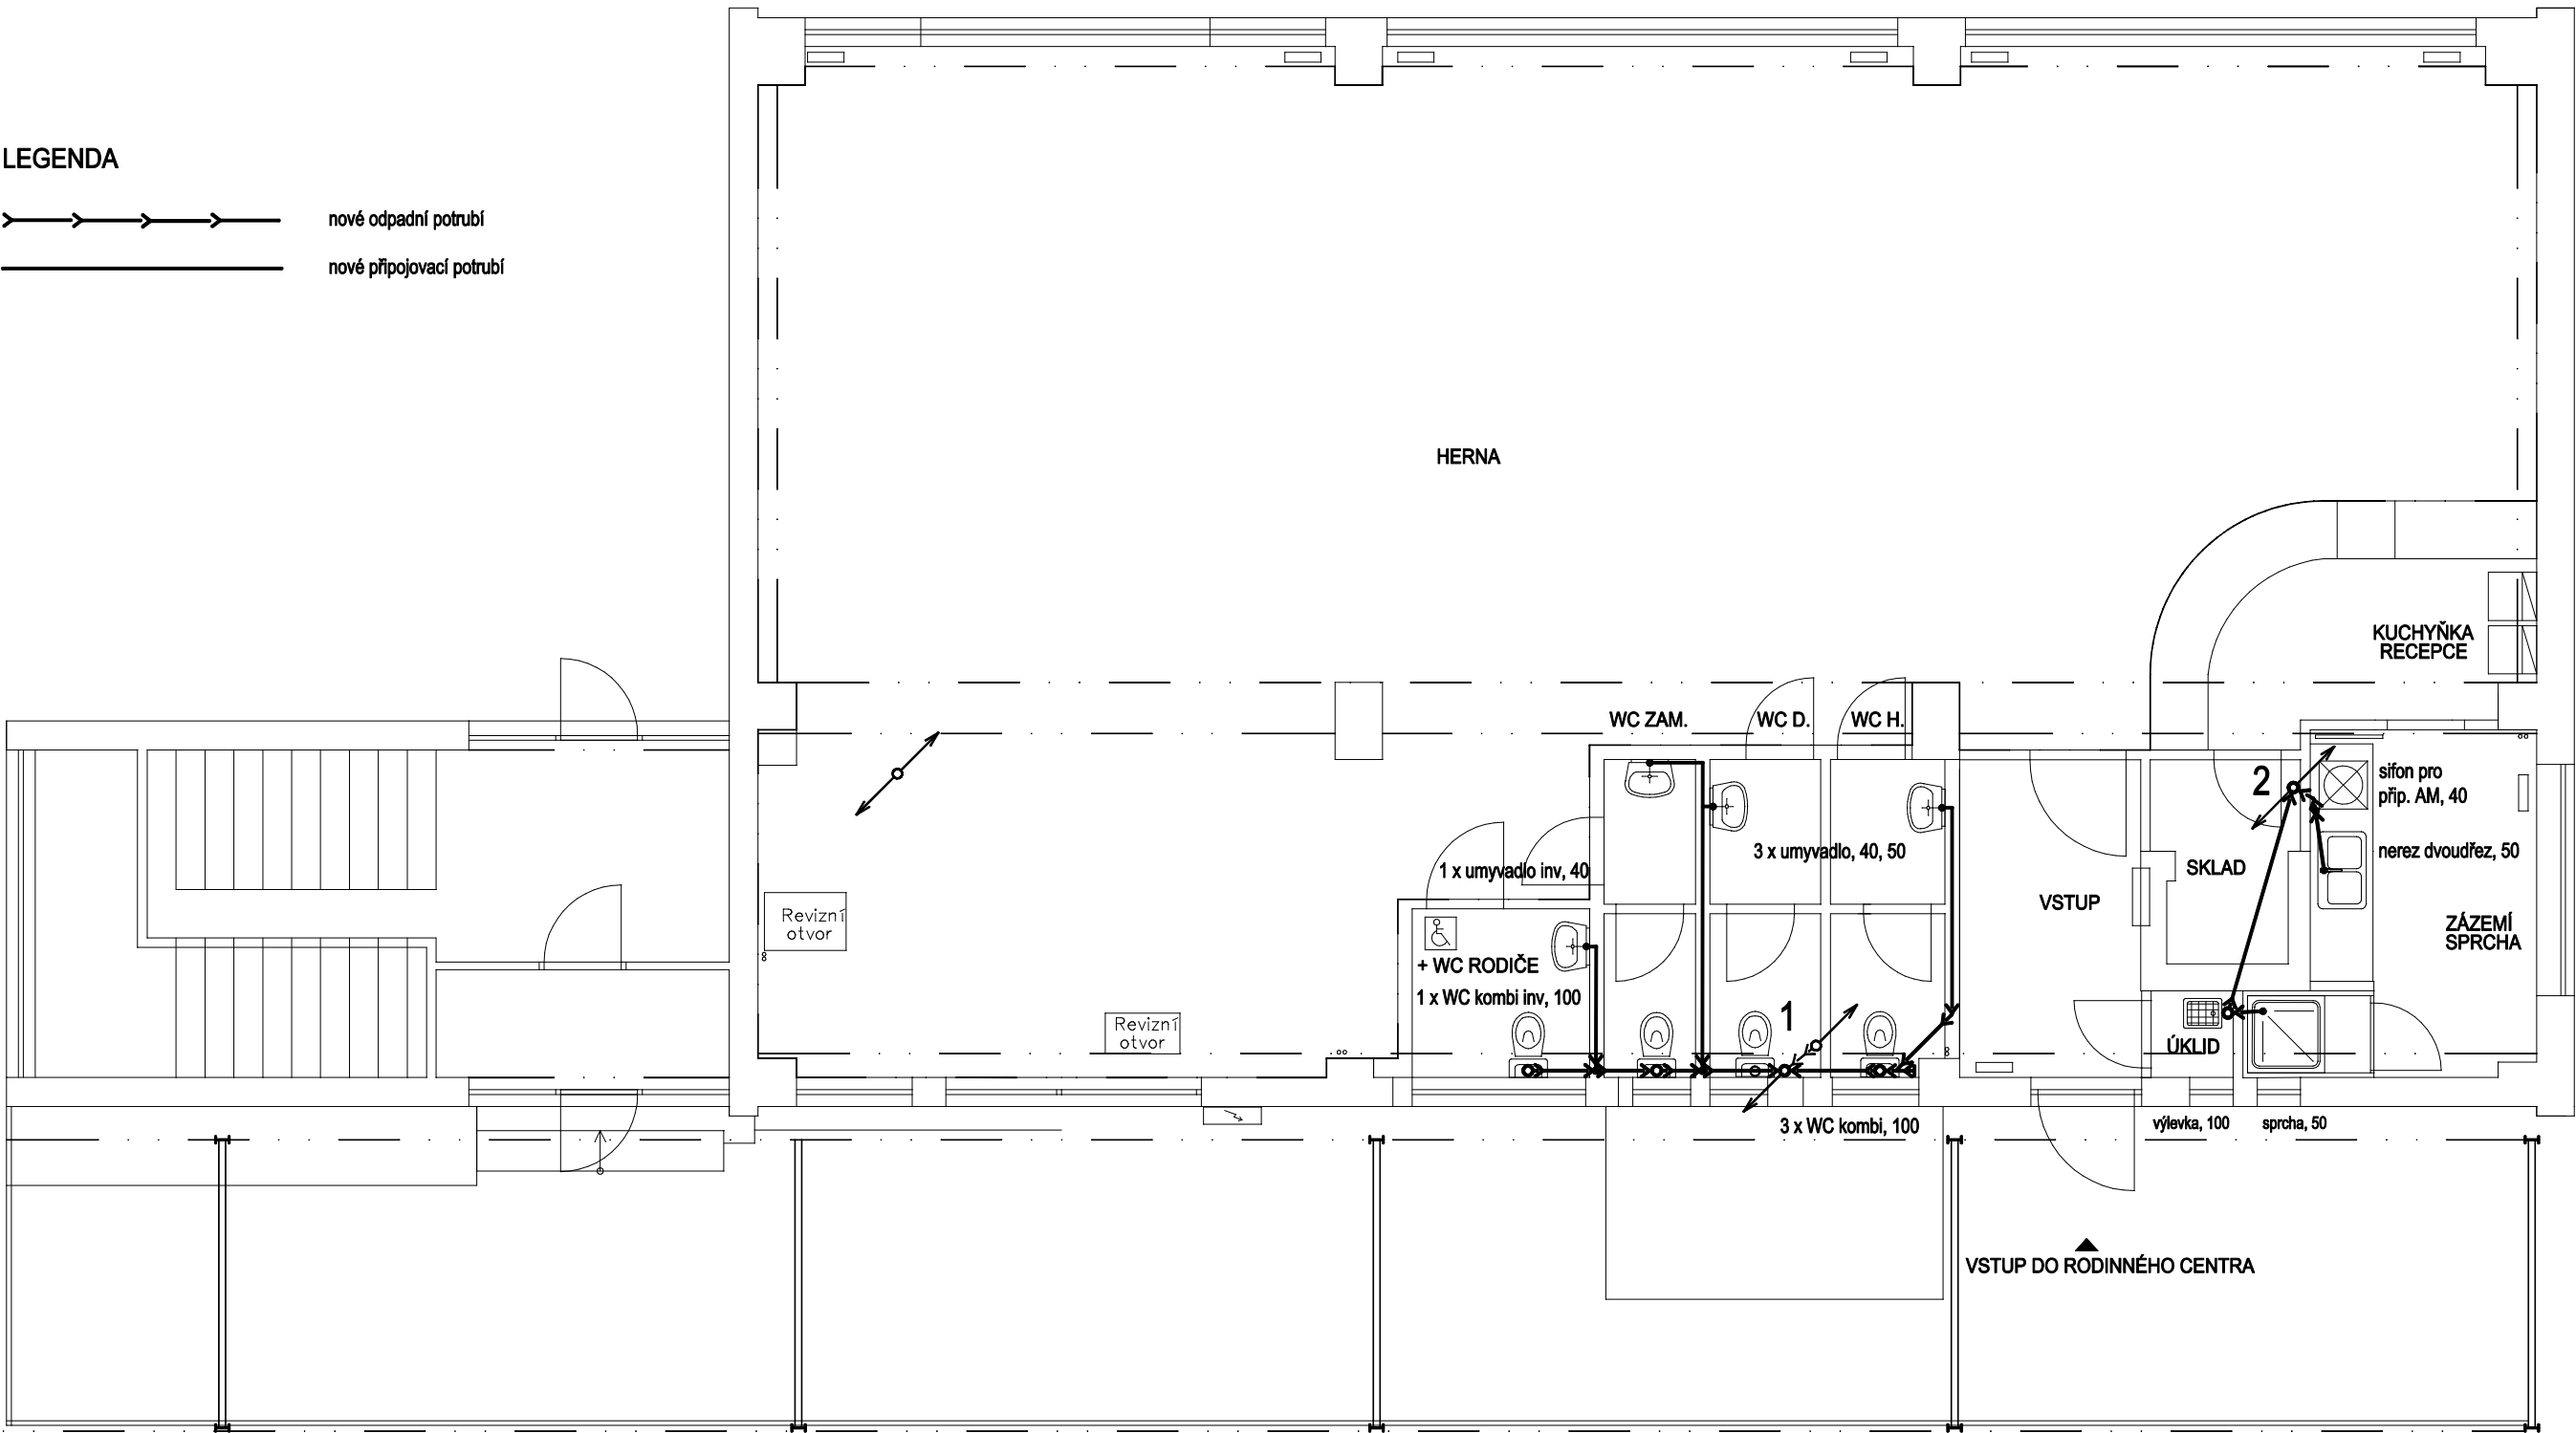 LEGENDA
nové odpadní potrubí
nové připojovací potrubí
HERNA
KUCHYŇKA
RECEPCE
WC ZAM.
WC D.
WC H.
2
sifon pro
přip. AM, 40
nerez dvoudřez, 50
3 x umyvadlo, 40, 50
1 x umyvadlo inv, 40
SKLAD
VSTUP
Revizní
otvor
ZÁZEMÍ
SPRCHA
+ WC RODIČE
1 x WC kombi inv, 100
1
Revizní
otvor
ÚKLID
3 x WC kombi, 100
výlevka, 100
sprcha, 50
VSTUP DO RODINNÉHO CENTRA